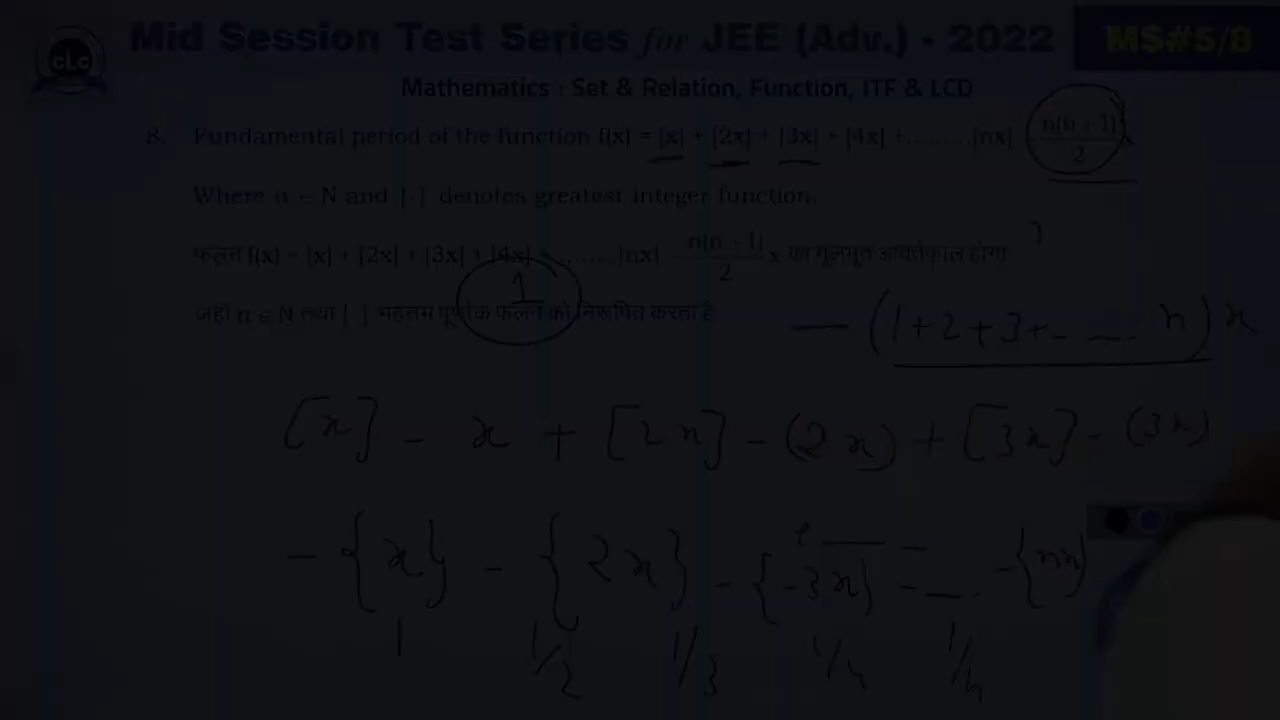 cLc
Mid Session Test Series for JEE (Adv.) - 2022
MS#5/8
Mathematics : Set & Relation, Function, ITF & LCD
8. Fundamental period of the function f(x) = [x] + [2x] + [3x] + [4x] + ........[nx] - n(n + 1)/2 x
Where n ∈ N and [.] denotes greatest integer function.
फलन f(x) = [x] + [2x] + [3x] + [4x] + ........[nx] - n(n + 1)/2 x का मूलभूत आवर्तकाल होगा
जहाँ n ∈ N तथा [.] महत्तम पूर्णांक फलन को निरूपित करता है
1
— (1+2+3+-—. n) x
[x] - x + [2x] - (2x) + [3x] - (3x)
- {x} - {2x} - {-3x} -—. -{nx}
1 1/2 1/3 1/4 1/4